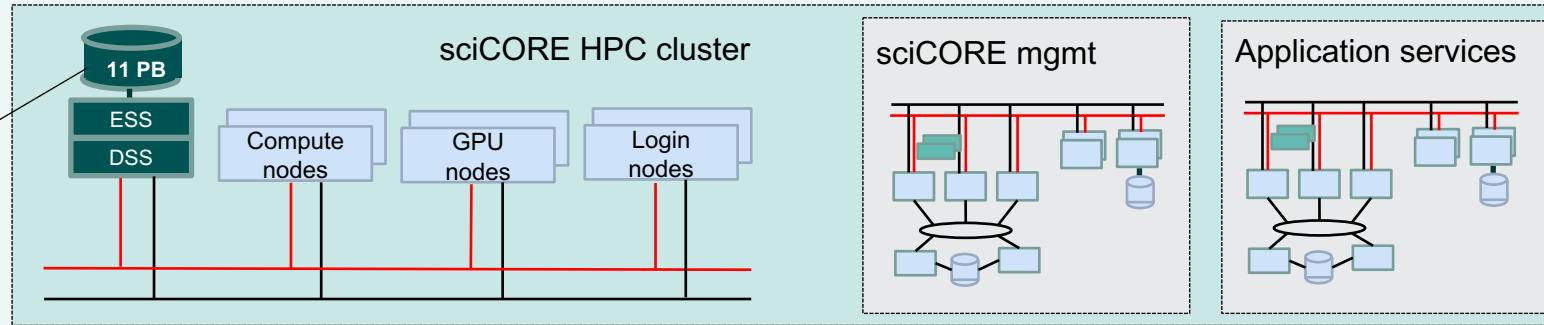 sciCORE HPC cluster
11 PB
ESS
DSS
Compute
nodes
GPU
nodes
Login
nodes
sciCORE mgmt
Application services